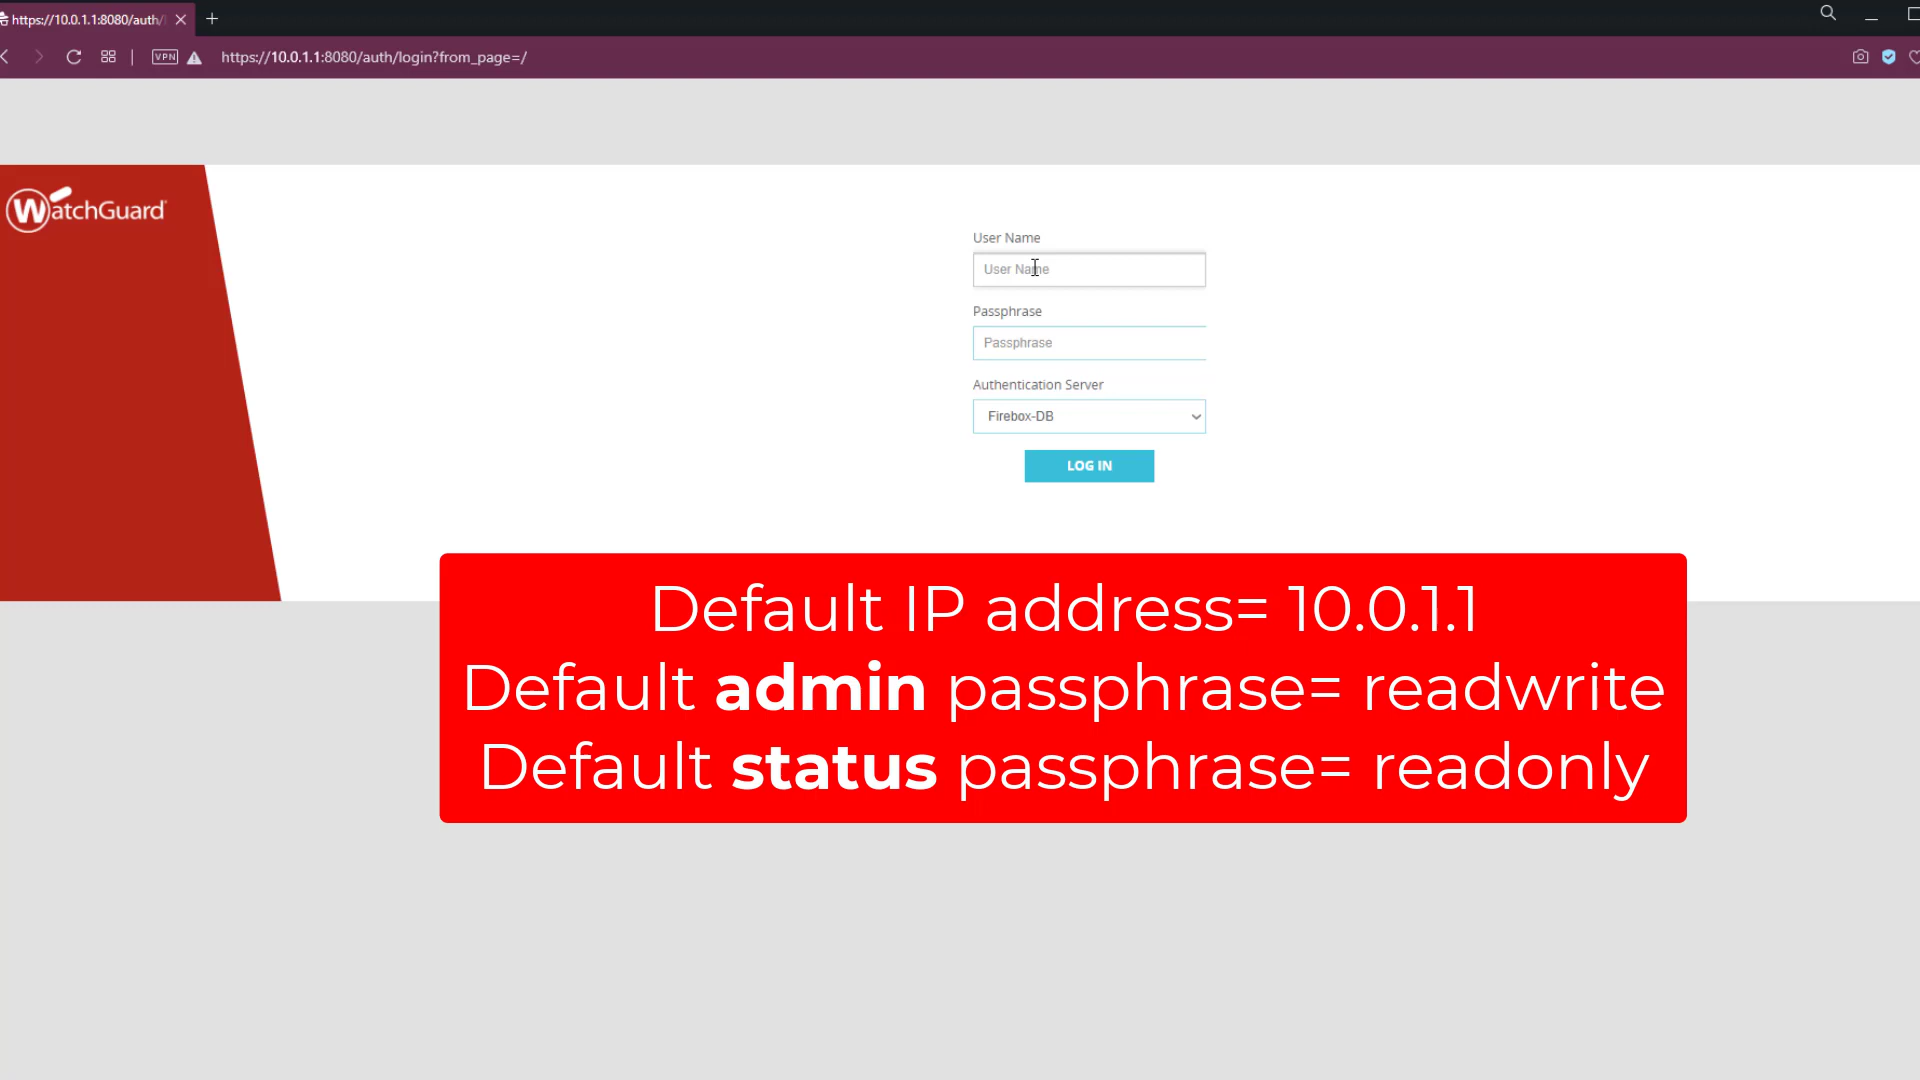 https://10.0.1.1:8080/auth/
VPN
https://10.0.1.1:8080/auth/login?from_page=/
WatchGuard
User Name
User Name
Passphrase
Passphrase
Authentication Server
Firebox-DB
LOG IN
Default IP address= 10.0.1.1
Default admin passphrase= readwrite
Default status passphrase= readonly